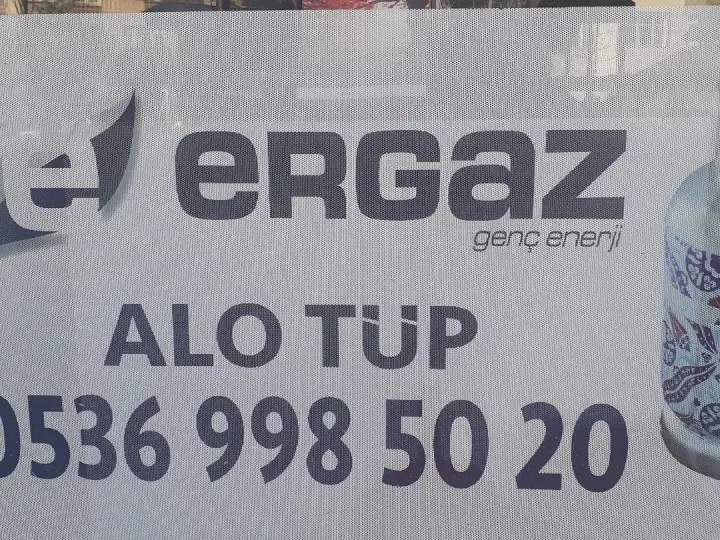 e eRGaz
genç enerji
ALO TÜP
0536 998 50 20